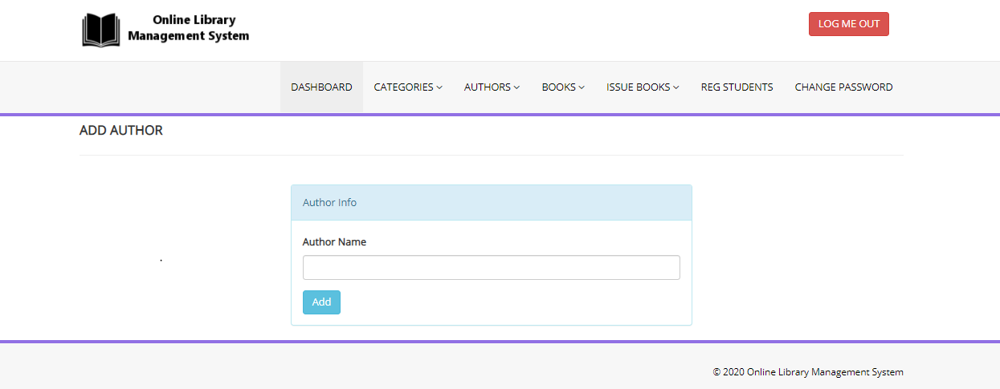 Online Library
Management System
LOG ME OUT
DASHBOARD CATEGORIES AUTHORS BOOKS ISSUE BOOKS REG STUDENTS CHANGE PASSWORD
ADD AUTHOR
Author Info
Author Name
.
Add
© 2020 Online Library Management System